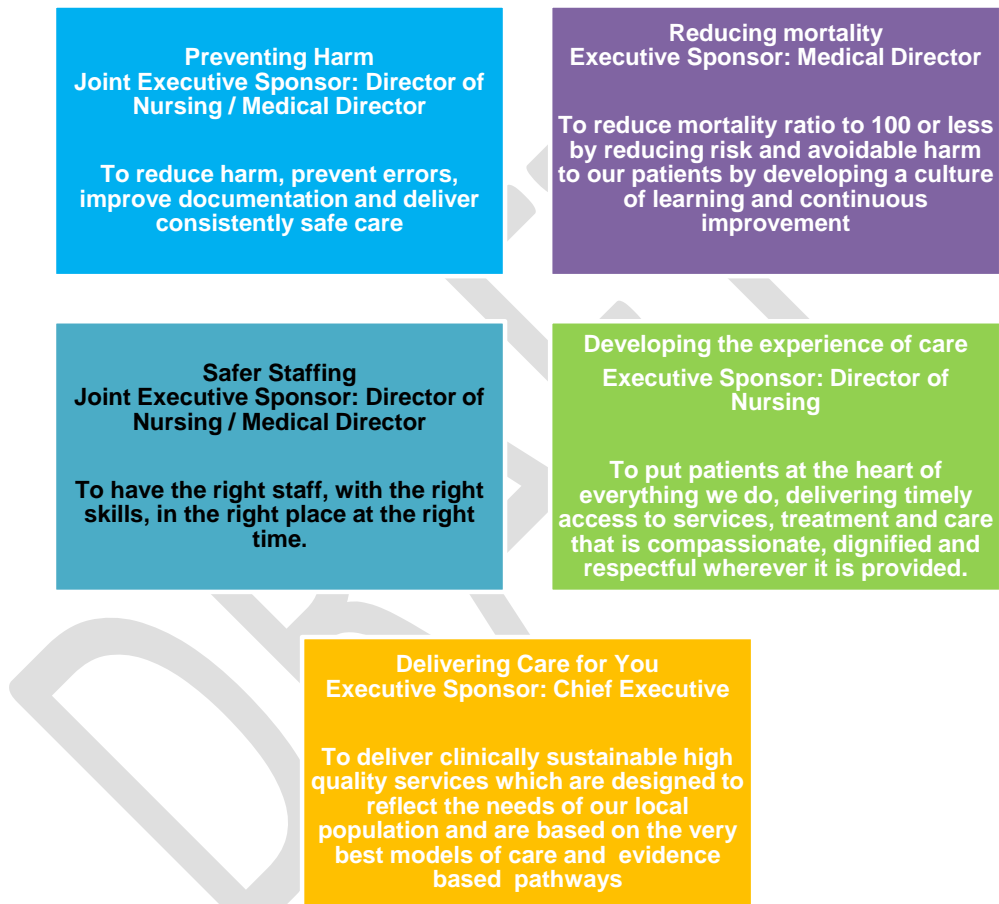 Preventing Harm
Joint Executive Sponsor: Director of
Nursing / Medical Director
To reduce harm, prevent errors,
improve documentation and deliver
consistently safe care
Reducing mortality
Executive Sponsor: Medical Director
To reduce mortality ratio to 100 or less
by reducing risk and avoidable harm
to our patients by developing a culture
of learning and continuous
improvement
Safer Staffing
Joint Executive Sponsor: Director of
Nursing / Medical Director
To have the right staff, with the right
skills, in the right place at the right
time.
Developing the experience of care
Executive Sponsor: Director of
Nursing
To put patients at the heart of
everything we do, delivering timely
access to services, treatment and care
that is compassionate, dignified and
respectful wherever it is provided.
Delivering Care for You
Executive Sponsor: Chief Executive
To deliver clinically sustainable high
quality services which are designed to
reflect the needs of our local
population and are based on the very
best models of care and evidence
based pathways